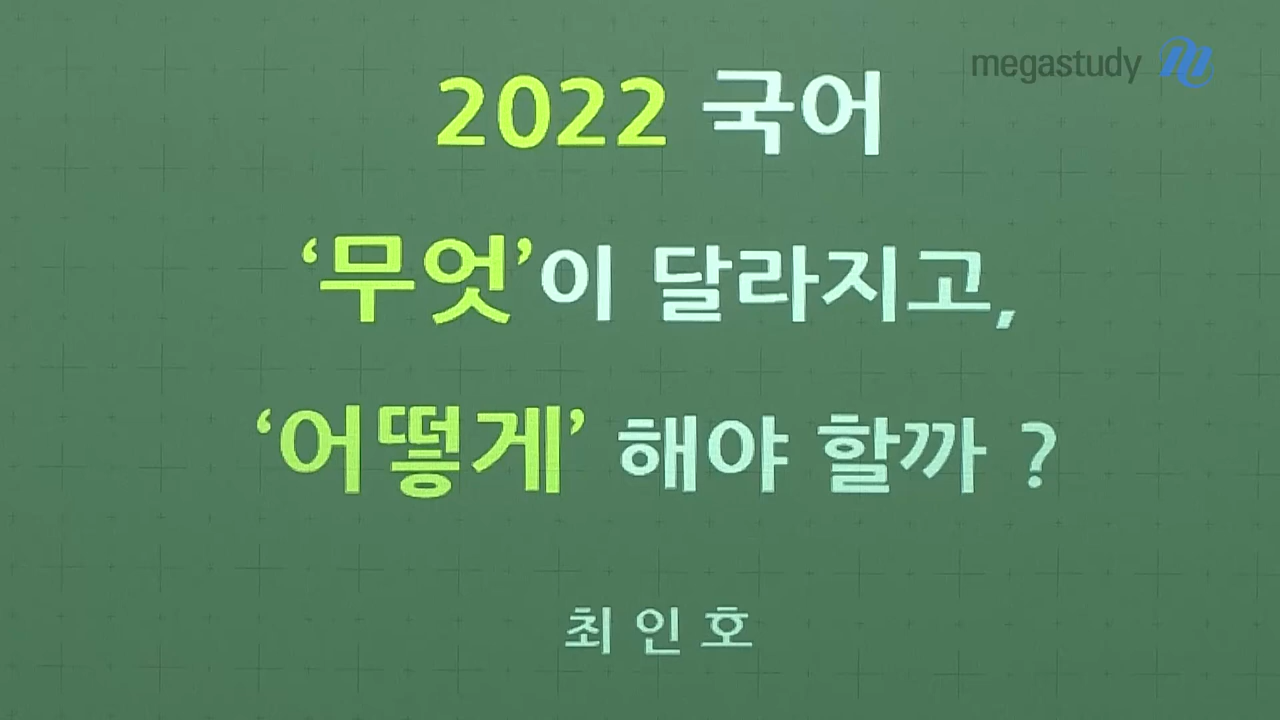 megastudy
2022 국어
‘무엇’이 달라지고,
‘어떻게’ 해야 할까 ?
최인호